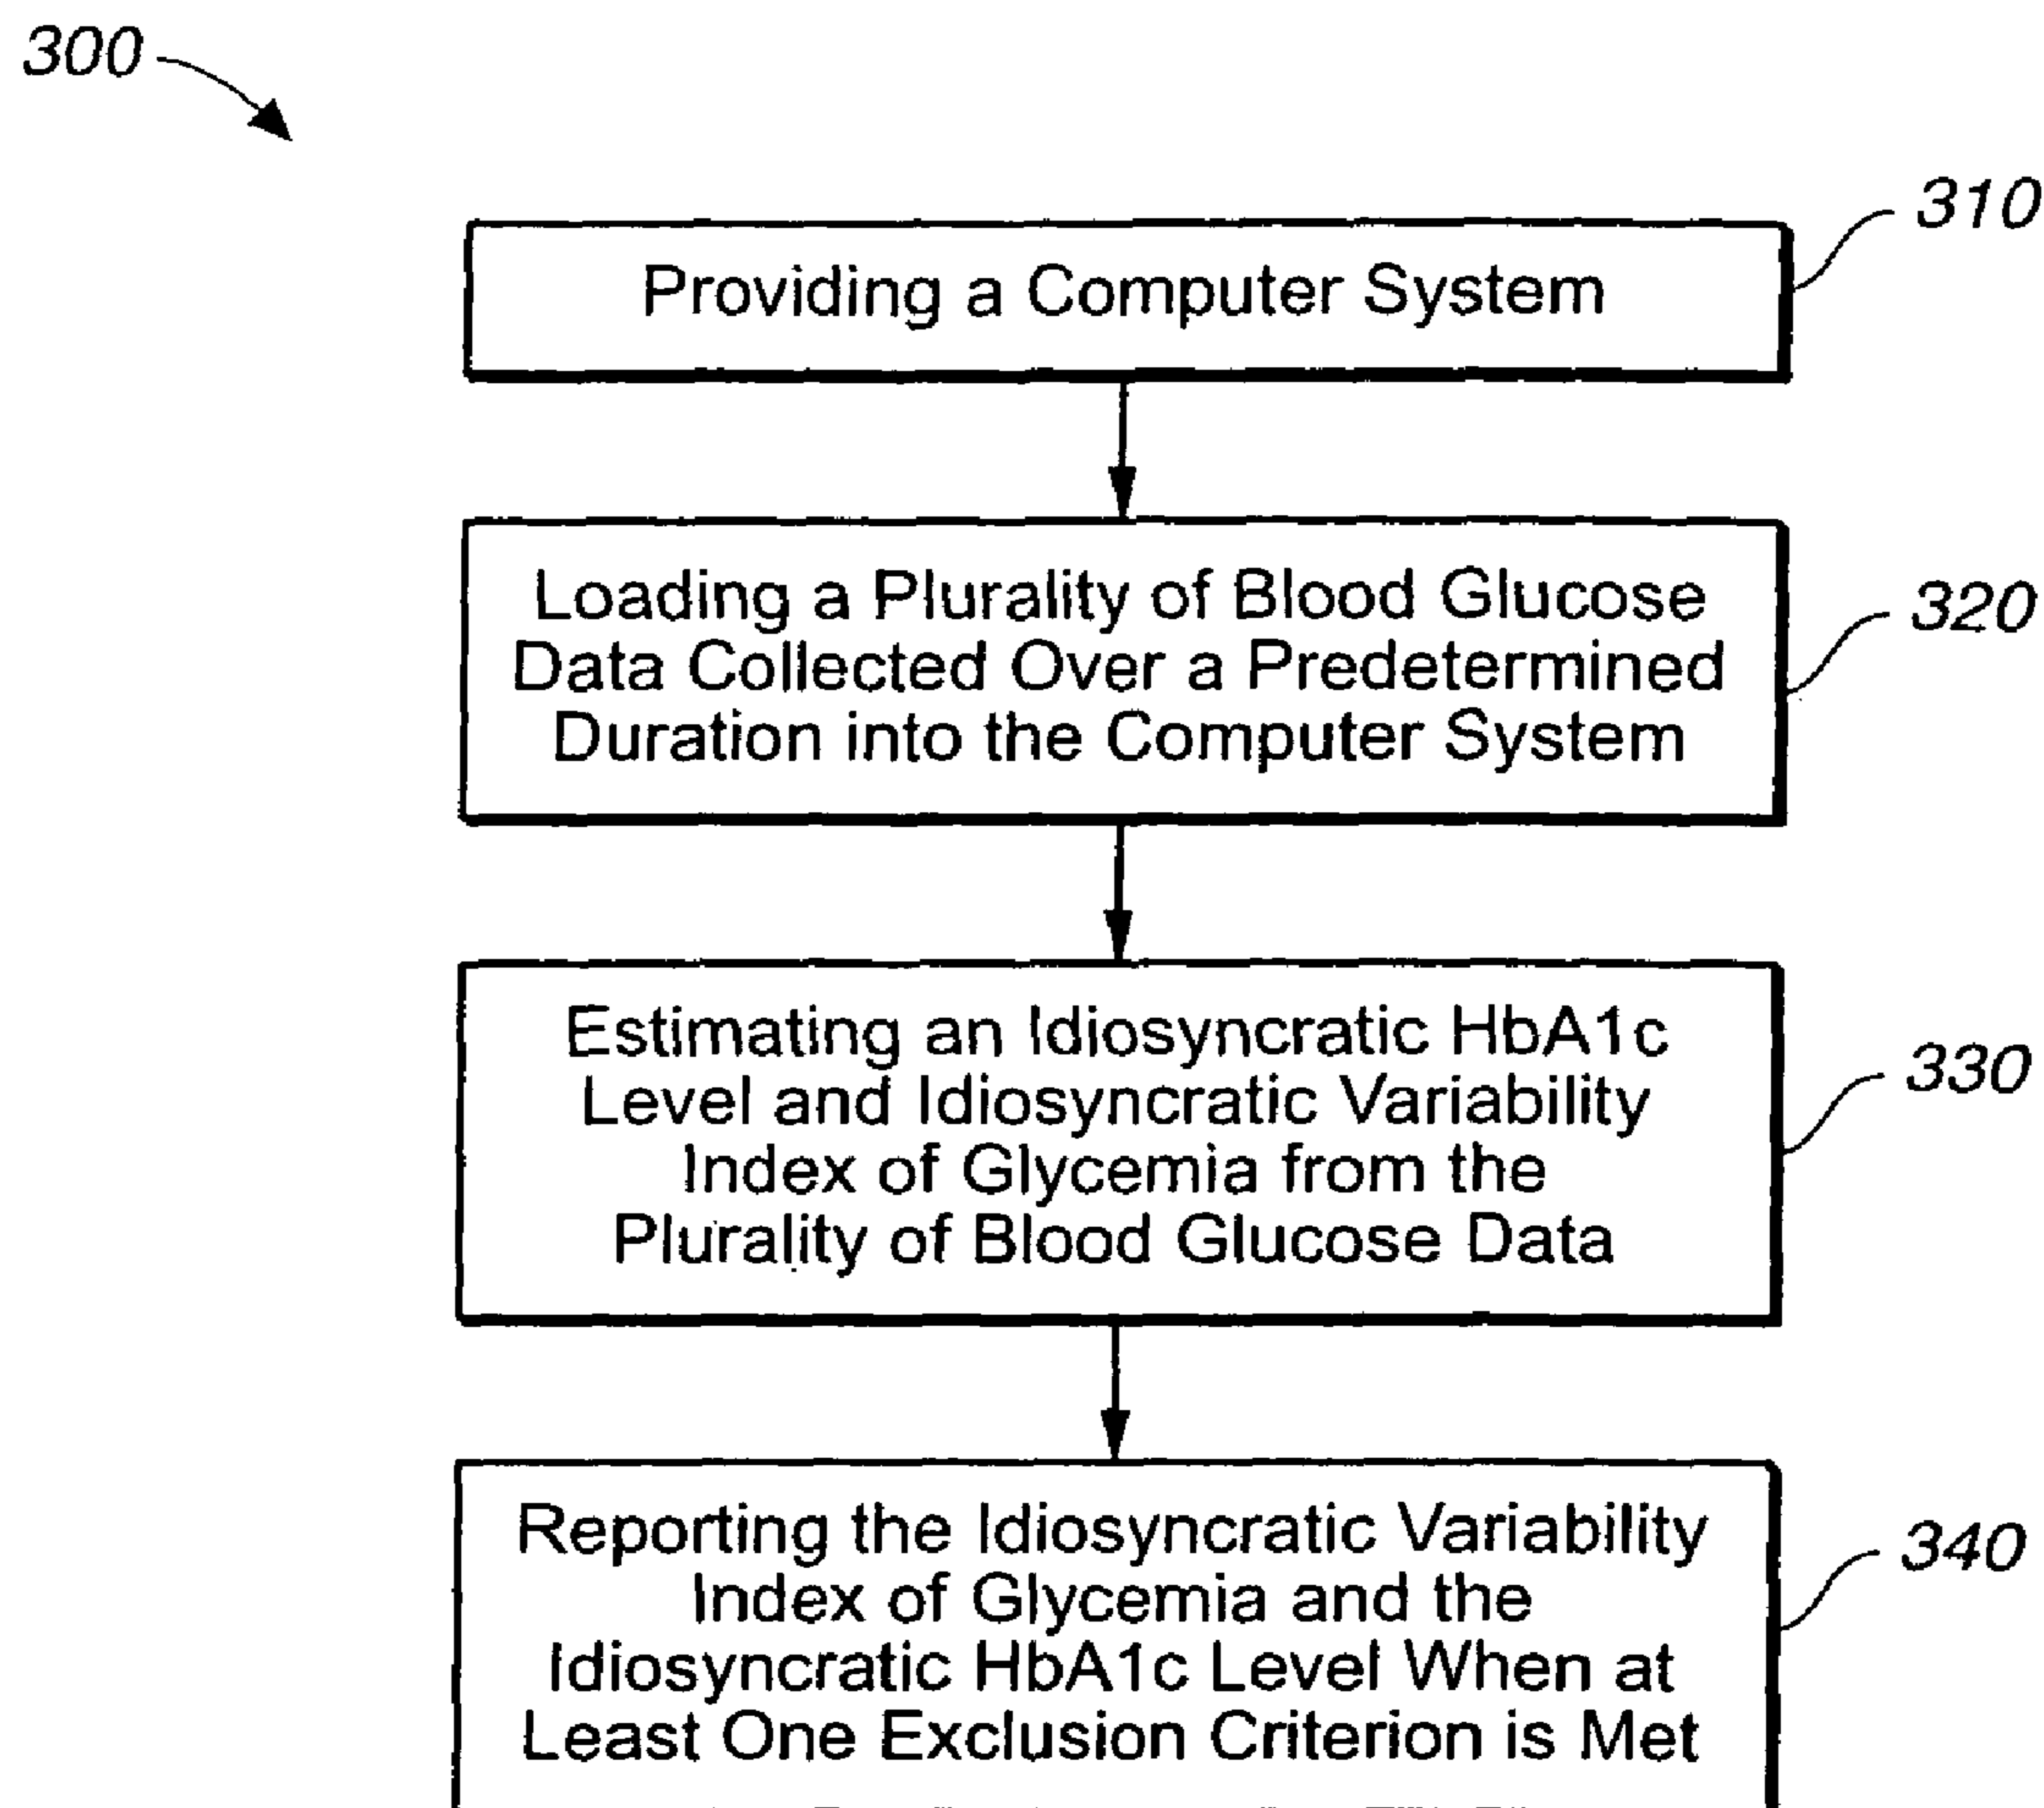 300
310
Providing a Computer System
320
Loading a Plurality of Blood Glucose
Data Collected Over a Predetermined
Duration into the Computer System
330
Estimating an Idiosyncratic HbA1c
Level and Idiosyncratic Variability
Index of Glycemia from the
Plurality of Blood Glucose Data
340
Reporting the Idiosyncratic Variability
Index of Glycemia and the
Idiosyncratic HbA1c Level When at
Least One Exclusion Criterion is Met